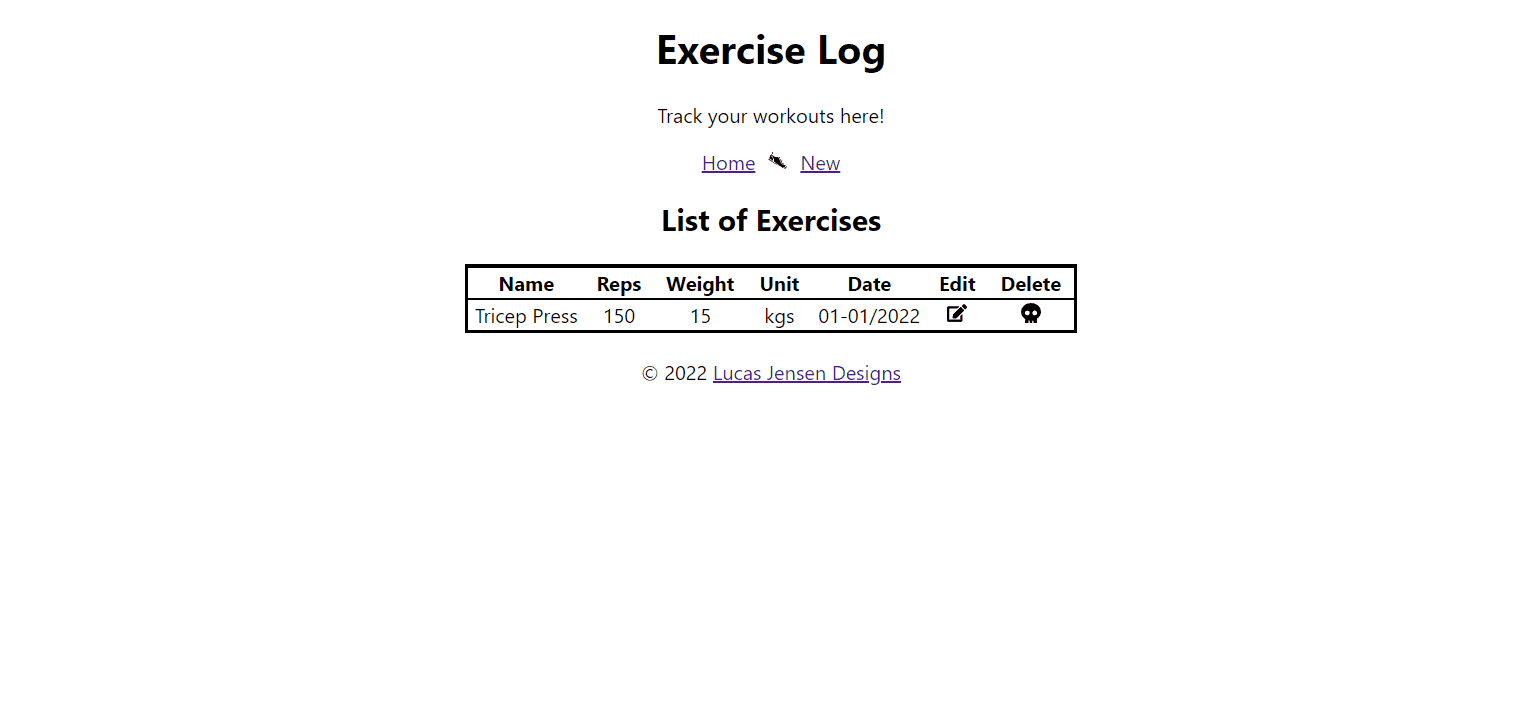 Exercise Log
Track your workouts here!
Home New
List of Exercises
Name Reps Weight Unit Date Edit Delete
Tricep Press 150 15 kgs 01-01/2022
© 2022 Lucas Jensen Designs